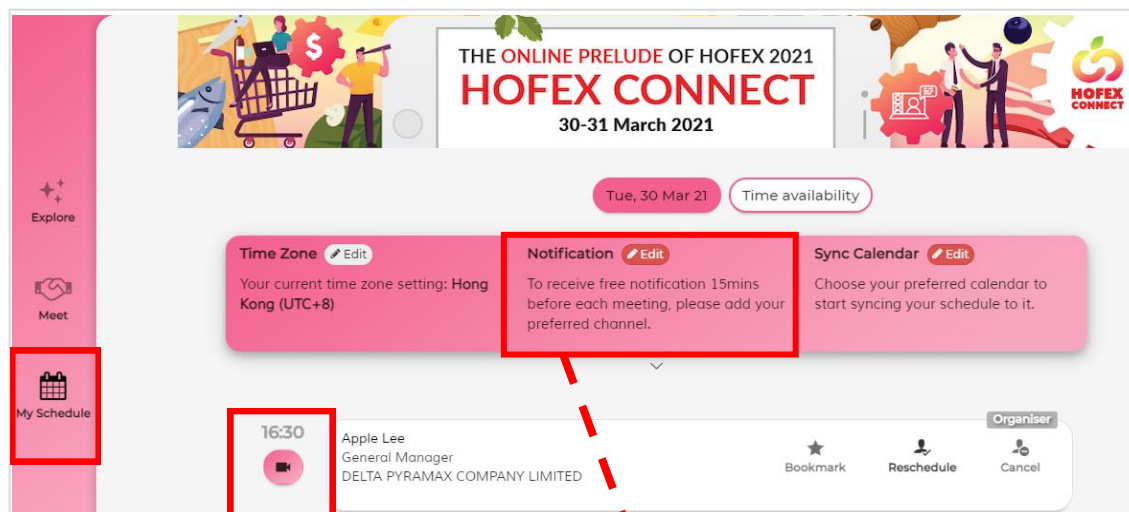 THE ONLINE PRELUDE OF HOFEX 2021
HOFEX CONNECT
30-31 March 2021
HOFEX
CONNECT
$
Explore
Meet
My Schedule
Tue, 30 Mar 21
Time availability
Time Zone Edit
Your current time zone setting: Hong
Kong (UTC+8)
Notification Edit
To receive free notification 15mins
before each meeting, please add your
preferred channel.
Sync Calendar Edit
Choose your preferred calendar to
start syncing your schedule to it.
16:30
Apple Lee
General Manager
DELTA PYRAMAX COMPANY LIMITED
Organiser
Bookmark
Reschedule
Cancel